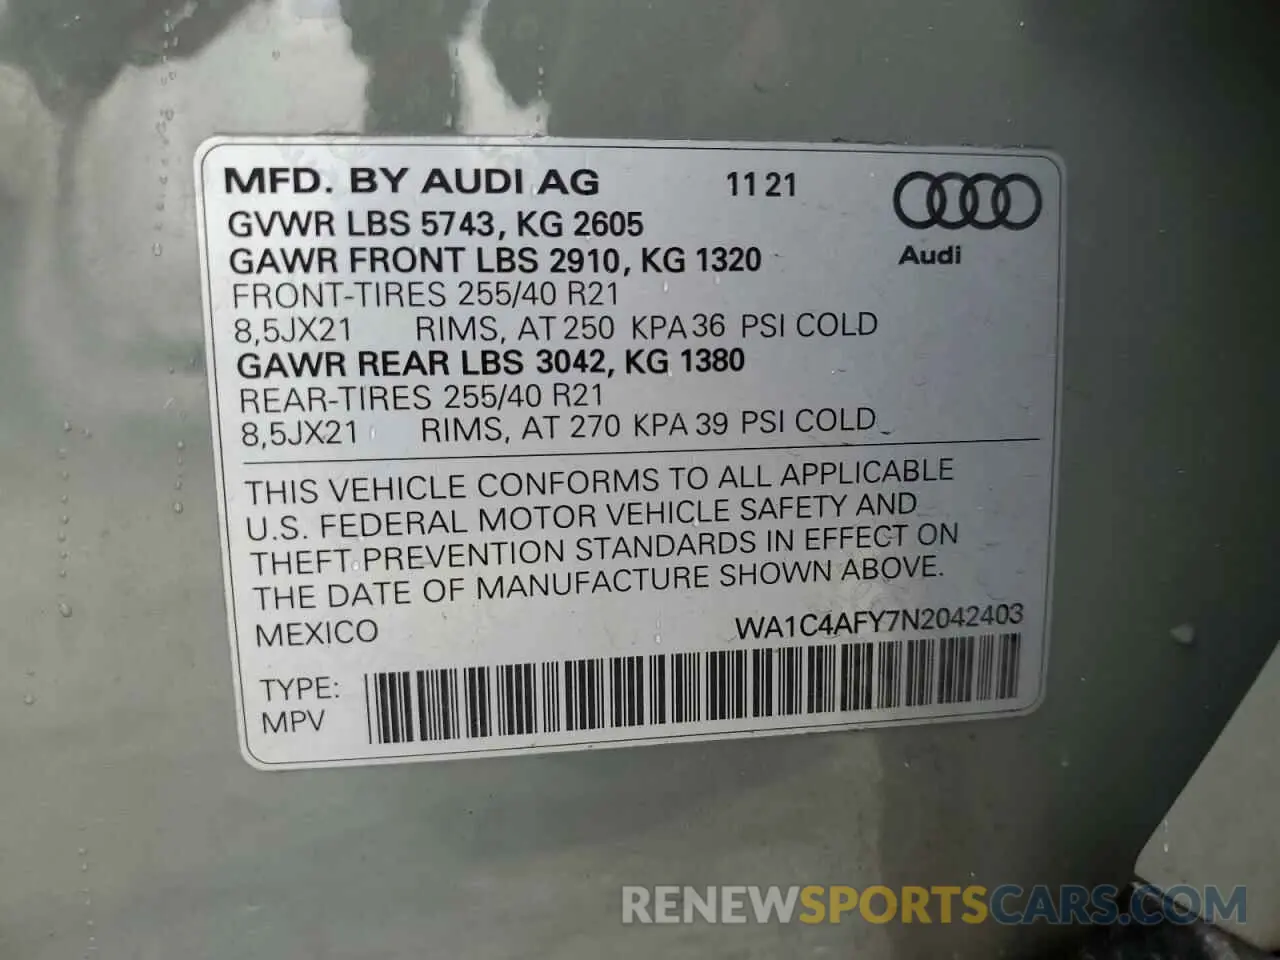 MFD. BY AUDI AG 11 21
GVWR LBS 5743, KG 2605
GAWR FRONT LBS 2910, KG 1320
Audi
FRONT-TIRES 255/40 R21
8,5JX21 RIMS, AT 250 KPA 36 PSI COLD
GAWR REAR LBS 3042, KG 1380
REAR-TIRES 255/40 R21
8,5JX21 RIMS, AT 270 KPA 39 PSI COLD
THIS VEHICLE CONFORMS TO ALL APPLICABLE
U.S. FEDERAL MOTOR VEHICLE SAFETY AND
THEFT PREVENTION STANDARDS IN EFFECT ON
THE DATE OF MANUFACTURE SHOWN ABOVE.
MEXICO WA1C4AFY7N2042403
TYPE:
MPV
RENEWSPORTSCARS.COM